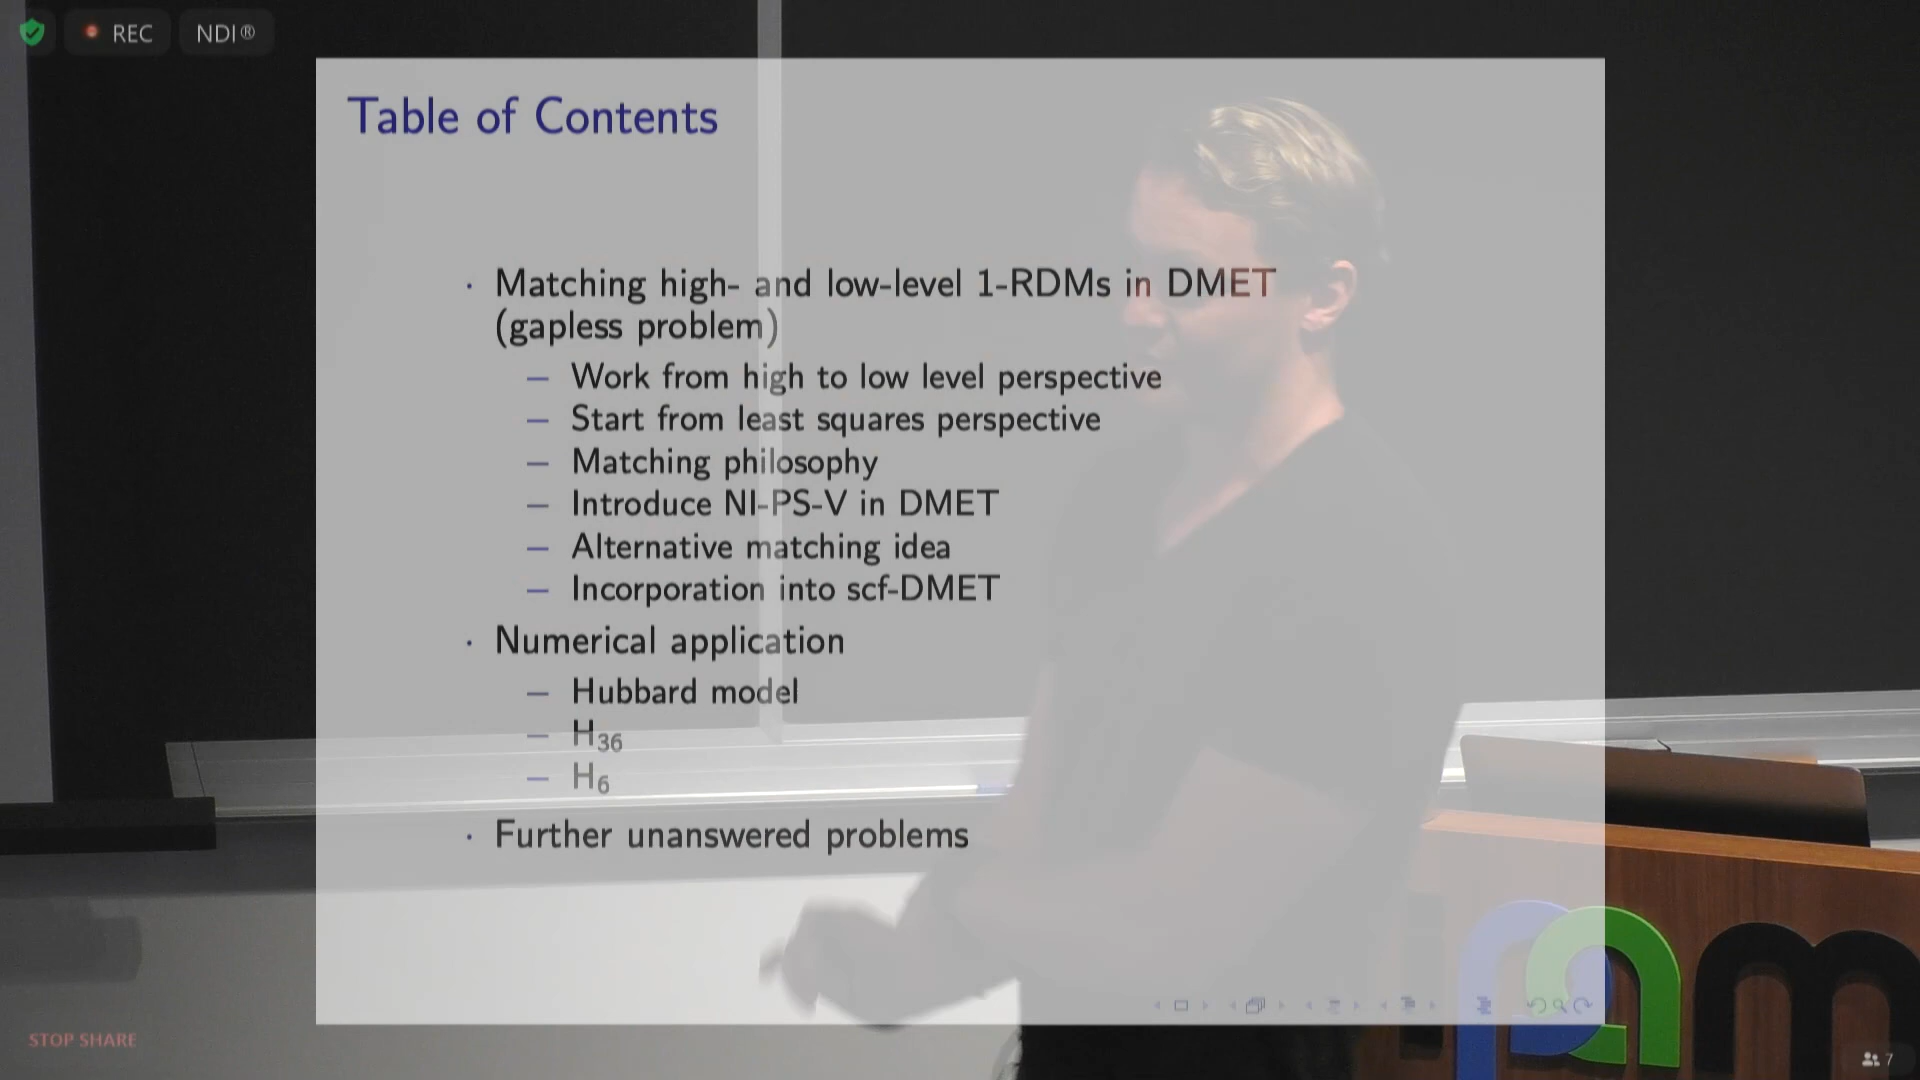 REC NDI®
Table of Contents
· Matching high- and low-level 1-RDMs in DMET
(gapless problem)
– Work from high to low level perspective
– Start from least squares perspective
– Matching philosophy
– Introduce NI-PS-V in DMET
– Alternative matching idea
– Incorporation into scf-DMET
· Numerical application
– Hubbard model
– H₃₆
– H₆
· Further unanswered problems
STOP SHARE
pam
7